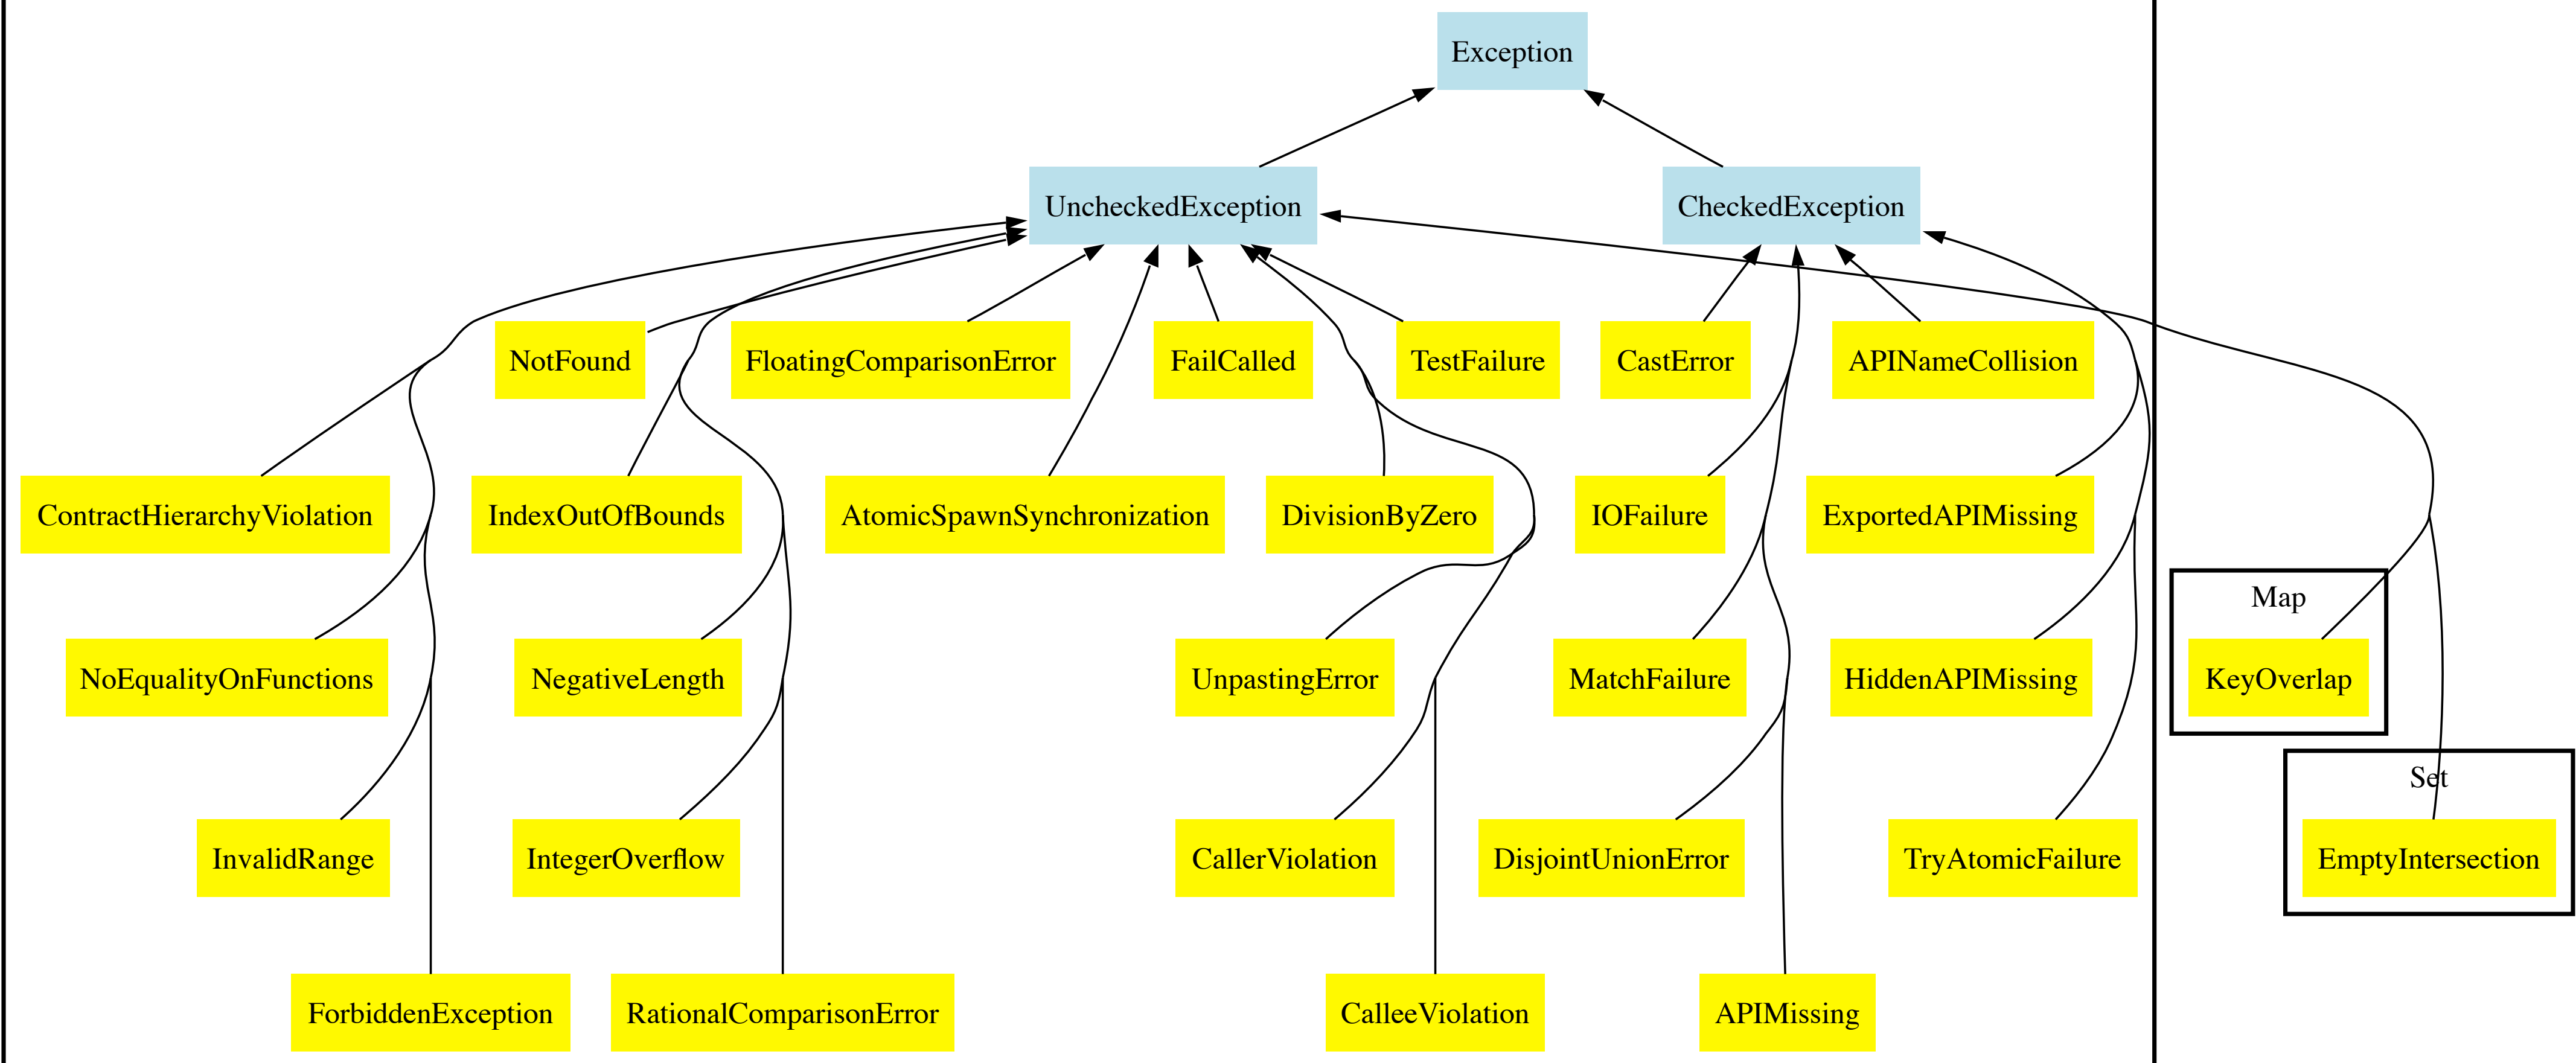 Exception
UncheckedException
CheckedException
NotFound
FloatingComparisonError
FailCalled
TestFailure
CastError
APINameCollision
ContractHierarchyViolation
IndexOutOfBounds
AtomicSpawnSynchronization
DivisionByZero
IOFailure
ExportedAPIMissing
Map
NoEqualityOnFunctions
NegativeLength
UnpastingError
MatchFailure
HiddenAPIMissing
KeyOverlap
Set
InvalidRange
IntegerOverflow
CallerViolation
DisjointUnionError
TryAtomicFailure
EmptyIntersection
ForbiddenException
RationalComparisonError
CalleeViolation
APIMissing